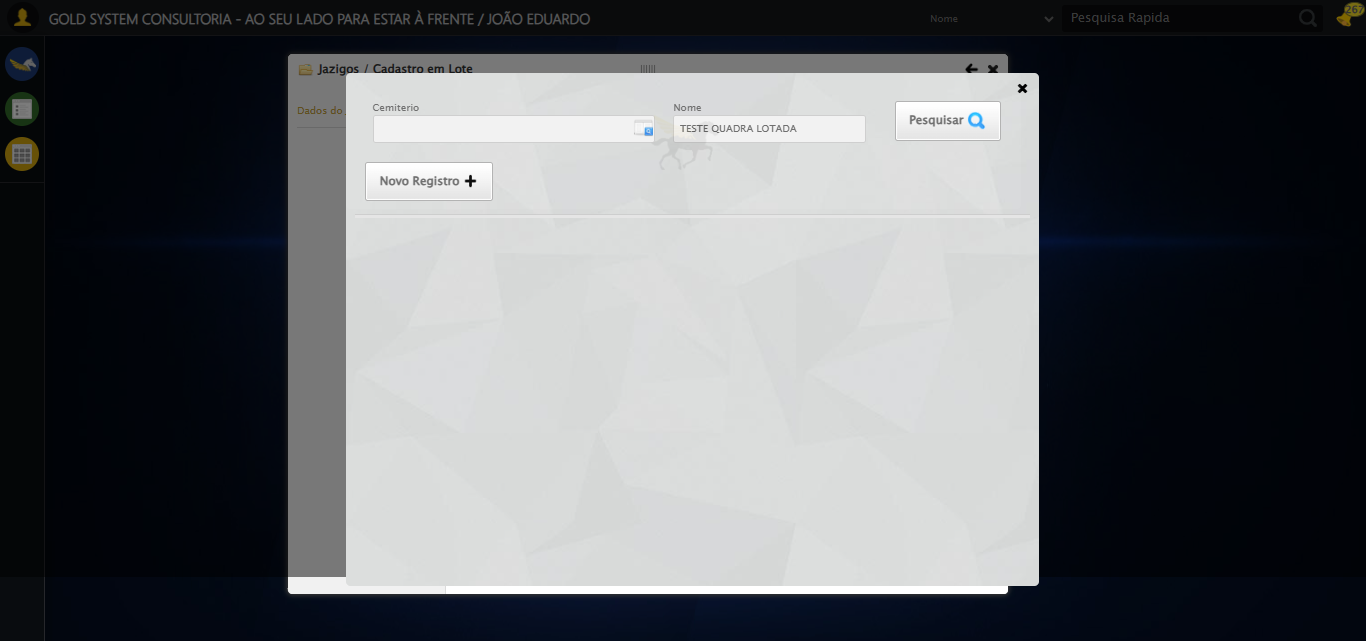 GOLD SYSTEM CONSULTORIA - AO SEU LADO PARA ESTAR À FRENTE / JOÃO EDUARDO
Nome
Pesquisa Rapida
267
Jazigos / Cadastro em Lote
Dados do
Cemiterio
Nome
TESTE QUADRA LOTADA
Pesquisar
Novo Registro